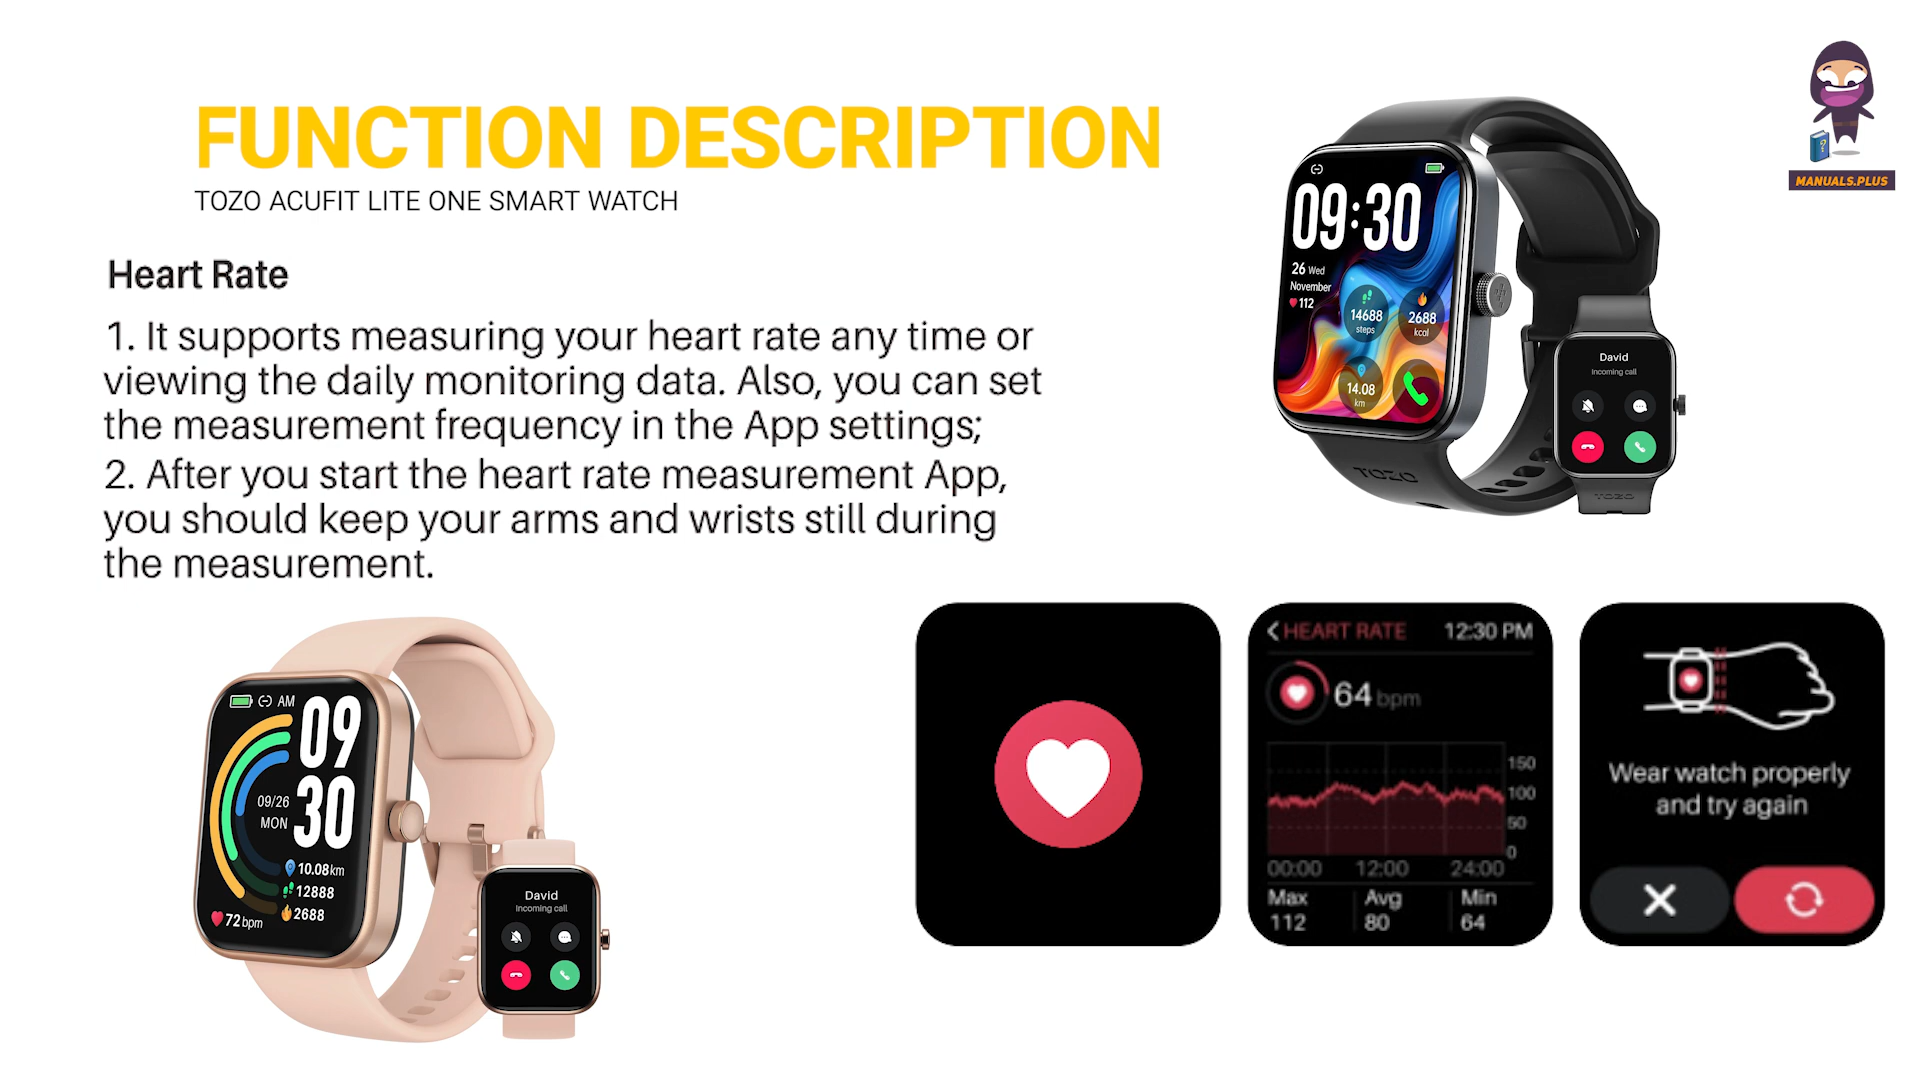 FUNCTION DESCRIPTION
TOZO ACUFIT LITE ONE SMART WATCH
Heart Rate
1. It supports measuring your heart rate any time or
viewing the daily monitoring data. Also, you can set
the measurement frequency in the App settings;
2. After you start the heart rate measurement App,
you should keep your arms and wrists still during
the measurement.
MANUALS.PLUS
09:30
26 Wed
November
112
14688
steps
2688
kcal
14.08
km
TOZO
David
Incoming call
TOZO
AM
09
30
09/26
MON
10.08km
12888
2688
72 bpm
David
Incoming call
HEART RATE 12:30 PM
64 bpm
150
100
50
0
00:00 12:00 24:00
Max Avg Min
112 80 64
Wear watch properly
and try again